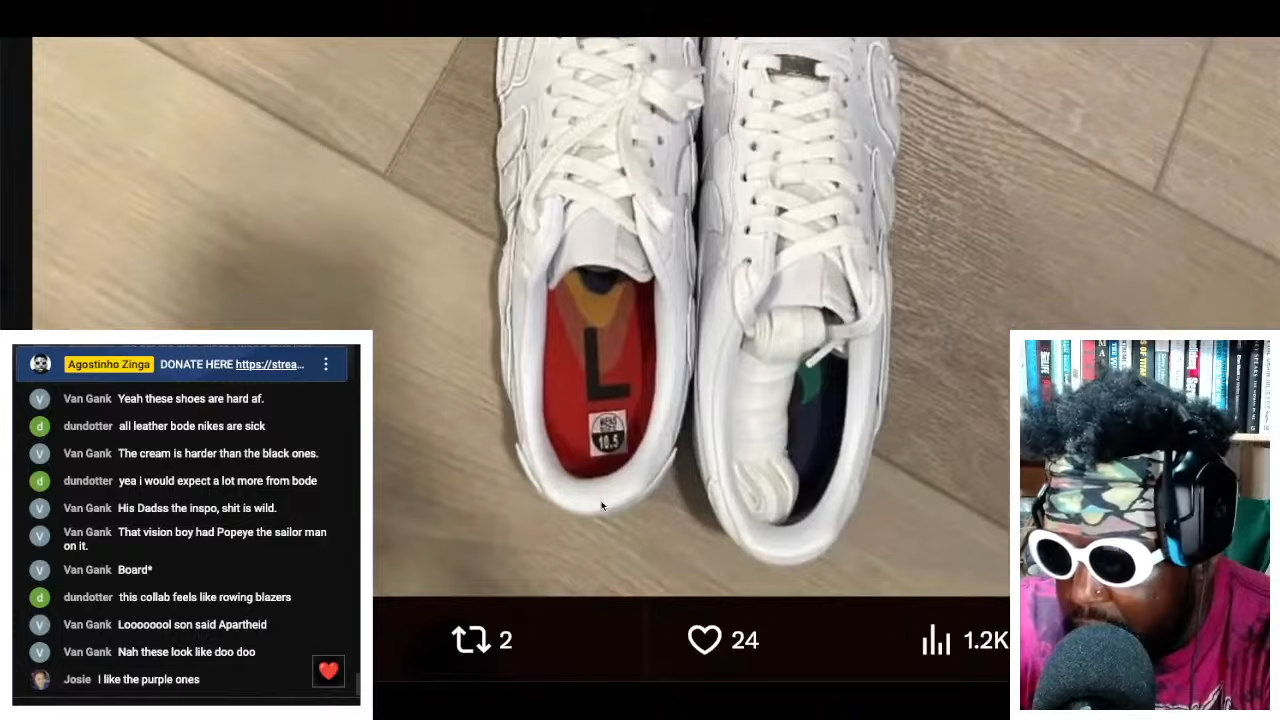 L
MENS
10.5
2
24
1.2K
Agostinho Zinga DONATE HERE https://strea...
V Van Gank Yeah these shoes are hard af.
d dundotter all leather bode nikes are sick
V Van Gank The cream is harder than the black ones.
d dundotter yea i would expect a lot more from bode
V Van Gank His Dadss the inspo, shit is wild.
V Van Gank That vision boy had Popeye the sailor man
on it.
V Van Gank Board*
d dundotter this collab feels like rowing blazers
V Van Gank Loooooool son said Apartheid
V Van Gank Nah these look like doo doo
Josie I like the purple ones